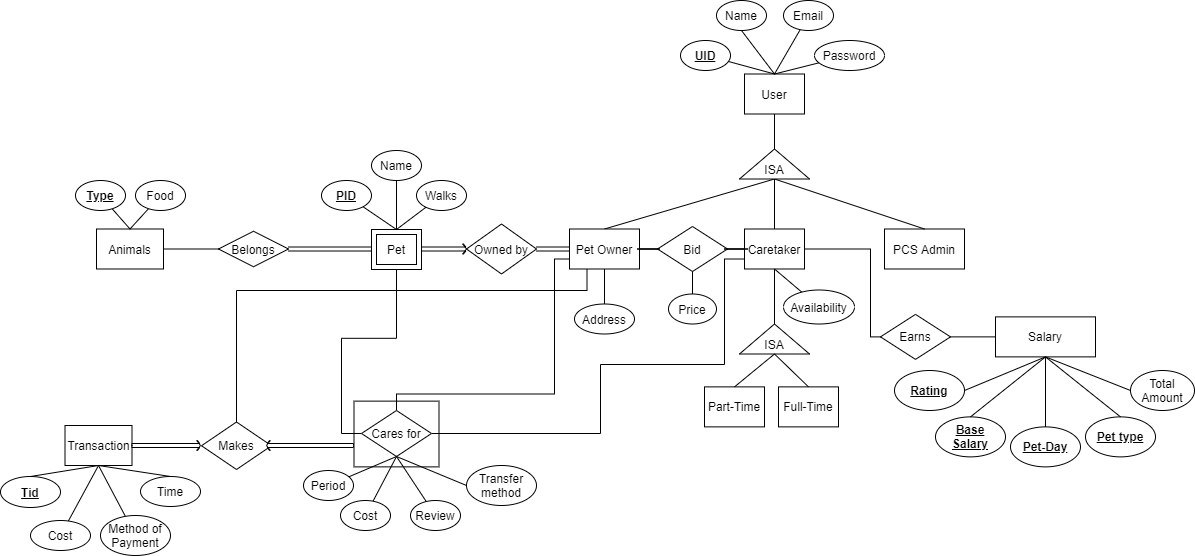 Name
Email
UID
Password
User
ISA
Name
Type
Food
PID
Walks
Animals
Belongs
Pet
Owned by
Pet Owner
Bid
Caretaker
PCS Admin
Address
Price
Availability
ISA
Earns
Salary
Rating
Total
Amount
Part-Time
Full-Time
Base
Salary
Pet-Day
Pet type
Transaction
Makes
Cares for
Tid
Time
Period
Transfer
method
Cost
Method of
Payment
Cost
Review